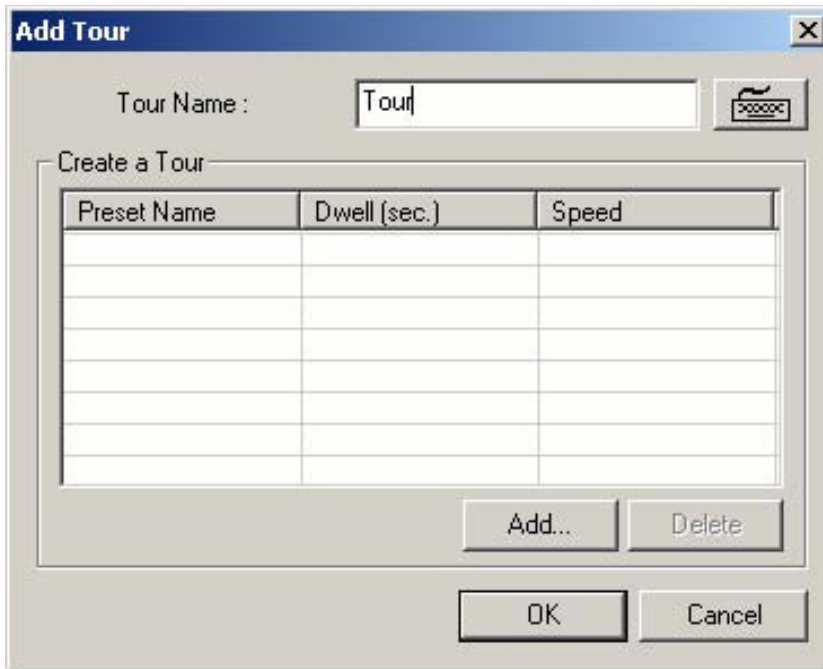 Add Tour
Tour Name : Tour
Create a Tour
Preset Name Dwell (sec.) Speed
Add... Delete
OK Cancel